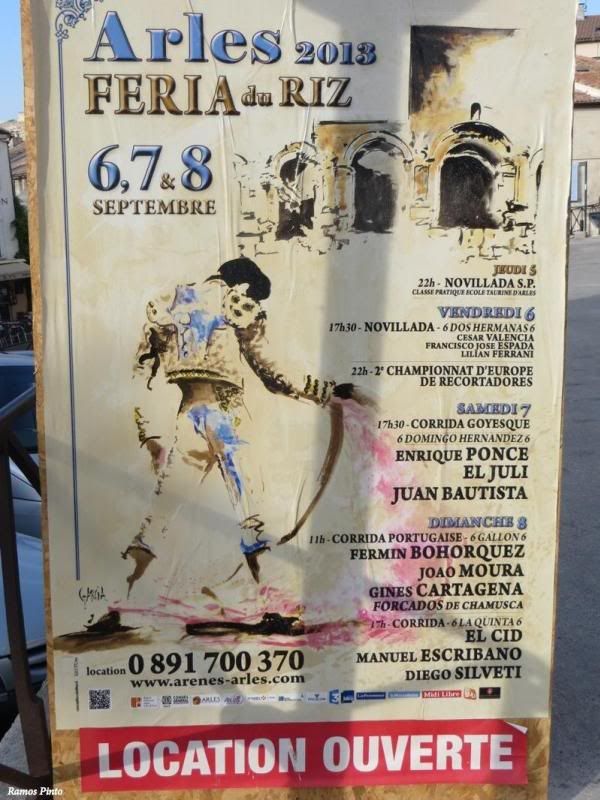 Arles 2013
FERIA du RIZ
6,7 & 8
SEPTEMBRE
JEUDI 5
22h - NOVILLADA S.P.
CLASSE PRATIQUE ECOLE TAURINE D'ARLES
VENDREDI 6
17h30 - NOVILLADA - 6 DOS HERMANAS 6
CESAR VALENCIA
FRANCISCO JOSE ESPADA
LILIAN FERRANI
22h - 2e CHAMPIONNAT D'EUROPE
DE RECORTADORES
SAMEDI 7
17h30 - CORRIDA GOYESQUE
6 DOMINGO HERNANDEZ 6
ENRIQUE PONCE
EL JULI
JUAN BAUTISTA
DIMANCHE 8
11h - CORRIDA PORTUGAISE - 6 GALLON 6
FERMIN BOHORQUEZ
JOAO MOURA
GINES CARTAGENA
FORCADOS DE CHAMUSCA
17h - CORRIDA - 6 LA QUINTA 6
EL CID
MANUEL ESCRIBANO
DIEGO SILVETI
location 0 891 700 370
www.arenes-arles.com
ARLES
3
Midi Libre
LOCATION OUVERTE
Ramos Pinto